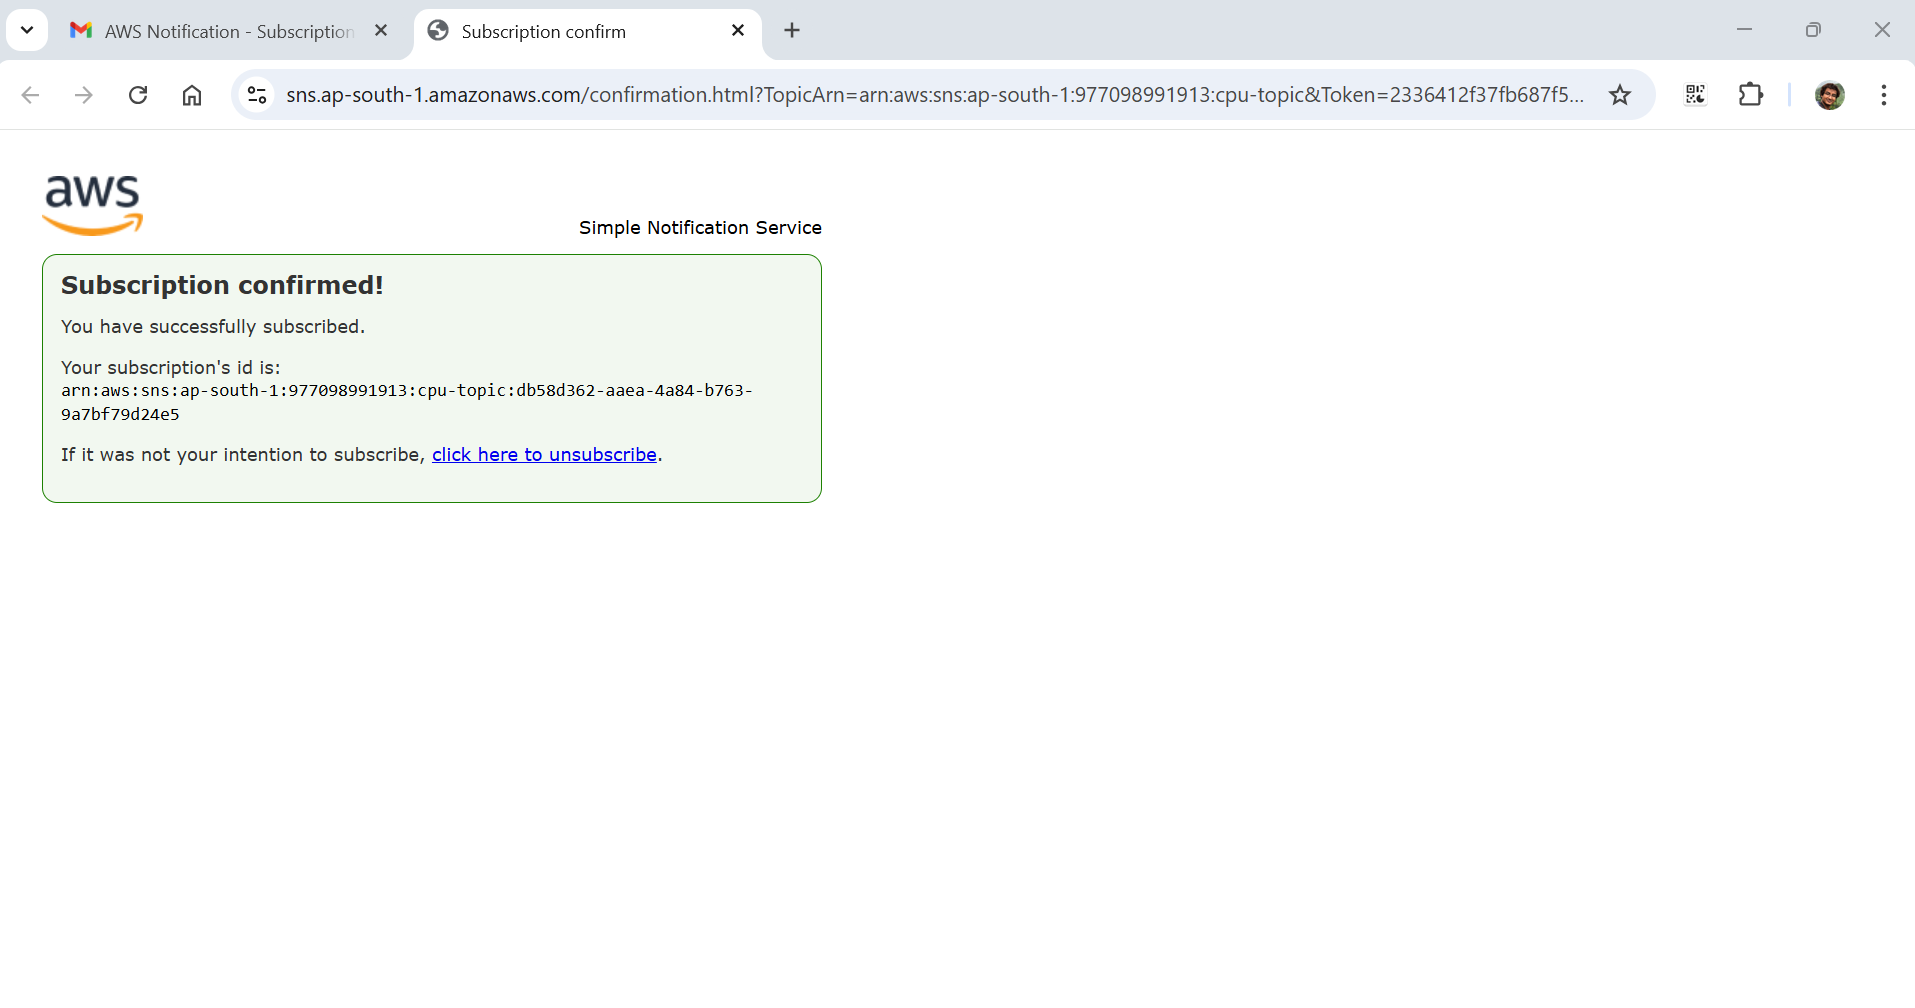 AWS Notification - Subscription
Subscription confirm
sns.ap-south-1.amazonaws.com/confirmation.html?TopicArn=arn:aws:sns:ap-south-1:977098991913:cpu-topic&Token=2336412f37fb687f5...
aws
Simple Notification Service
Subscription confirmed!
You have successfully subscribed.
Your subscription's id is:
arn:aws:sns:ap-south-1:977098991913:cpu-topic:db58d362-aaea-4a84-b763-
9a7bf79d24e5
If it was not your intention to subscribe, click here to unsubscribe.